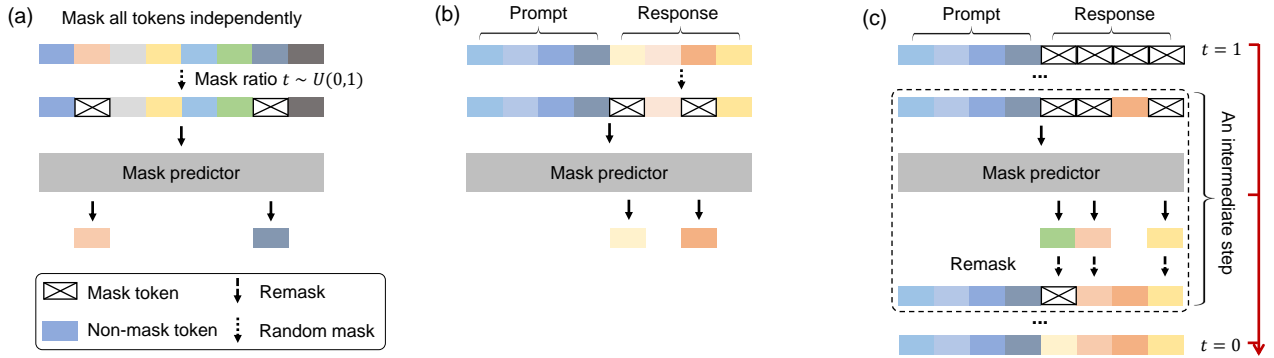 (a)
Mask all tokens independently
Mask ratio t ~ U(0,1)
Mask predictor
Mask token
Remask
Non-mask token
Random mask
(b)
Prompt
Response
Mask predictor
(c)
Prompt
Response
t = 1
...
Mask predictor
Remask
An intermediate step
...
t = 0